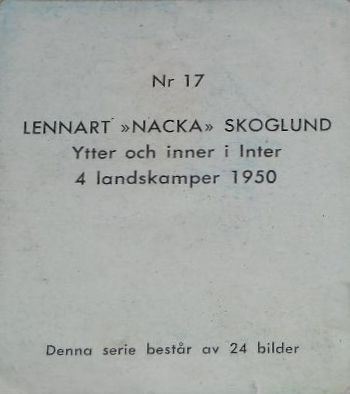 Nr 17
LENNART »NACKA» SKOGLUND
Ytter och inner i Inter
4 landskamper 1950
Denna serie består av 24 bilder